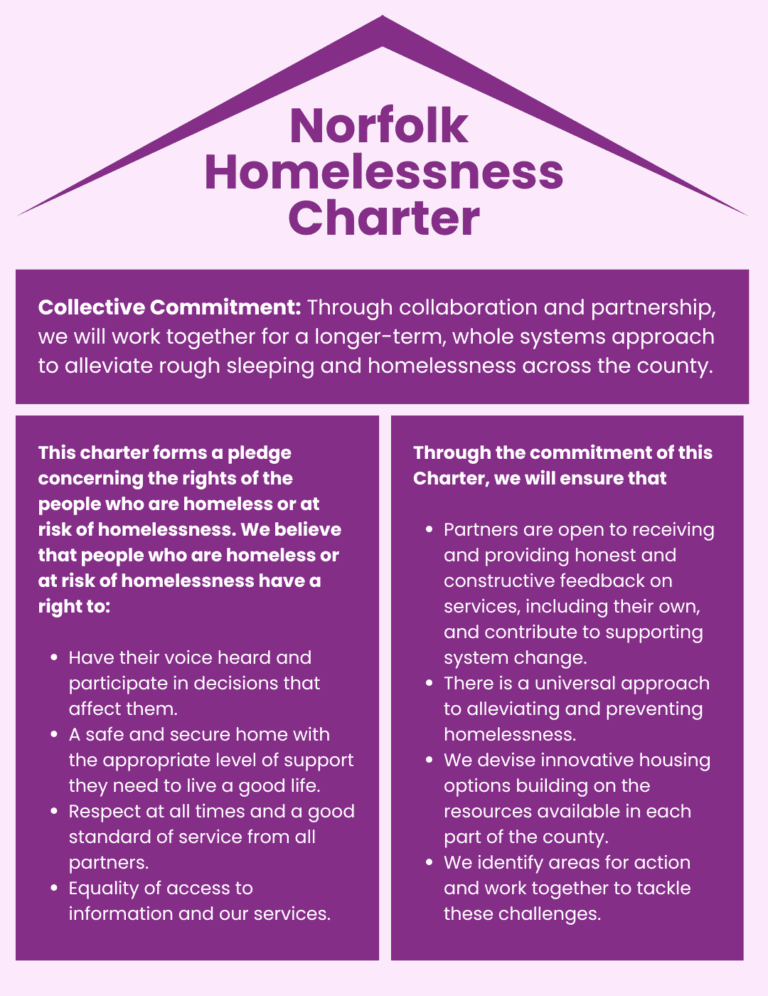 Norfolk
Homelessness
Charter
Collective Commitment: Through collaboration and partnership,
we will work together for a longer-term, whole systems approach
to alleviate rough sleeping and homelessness across the county.
This charter forms a pledge
concerning the rights of the
people who are homeless or at
risk of homelessness. We believe
that people who are homeless or
at risk of homelessness have a
right to:
• Have their voice heard and
participate in decisions that
affect them.
• A safe and secure home with
the appropriate level of support
they need to live a good life.
• Respect at all times and a good
standard of service from all
partners.
• Equality of access to
information and our services.
Through the commitment of this
Charter, we will ensure that
• Partners are open to receiving
and providing honest and
constructive feedback on
services, including their own,
and contribute to supporting
system change.
• There is a universal approach
to alleviating and preventing
homelessness.
• We devise innovative housing
options building on the
resources available in each
part of the county.
• We identify areas for action
and work together to tackle
these challenges.